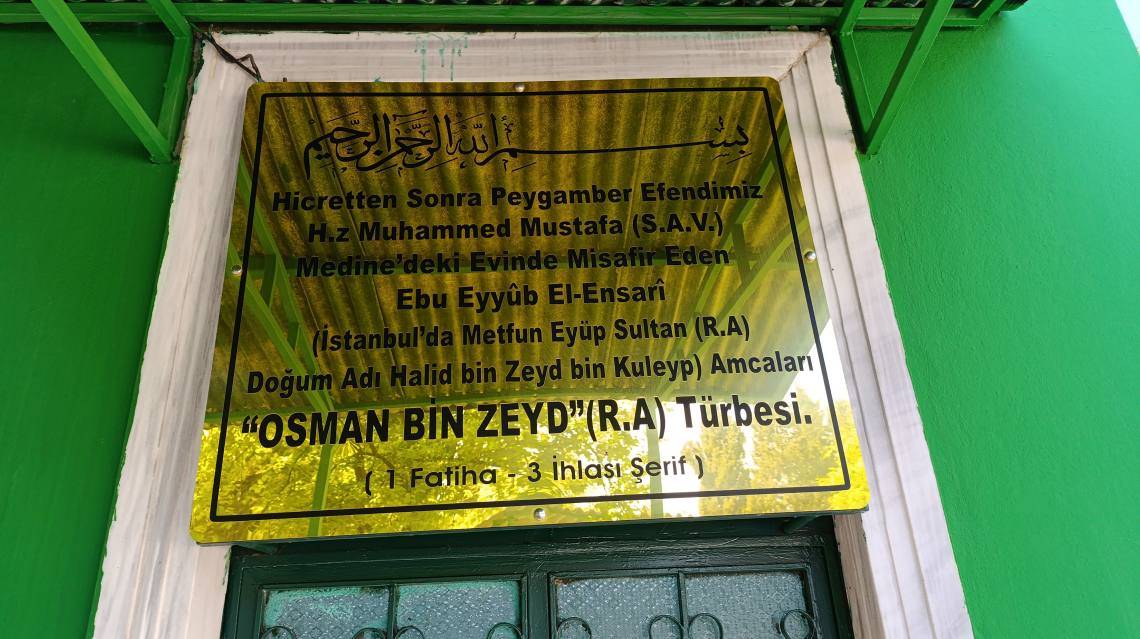 بسم الله الرحمن الرحيم
Hicretten Sonra Peygamber Efendimiz
H.z Muhammed Mustafa (S.A.V.)
Medine'deki Evinde Misafir Eden
Ebu Eyyûb El-Ensarî
(İstanbul'da Metfun Eyüp Sultan (R.A)
Doğum Adı Halid bin Zeyd bin Kuleyp) Amcaları
“OSMAN BİN ZEYD”(R.A) Türbesi.
( 1 Fatiha - 3 İhlası Şerif )